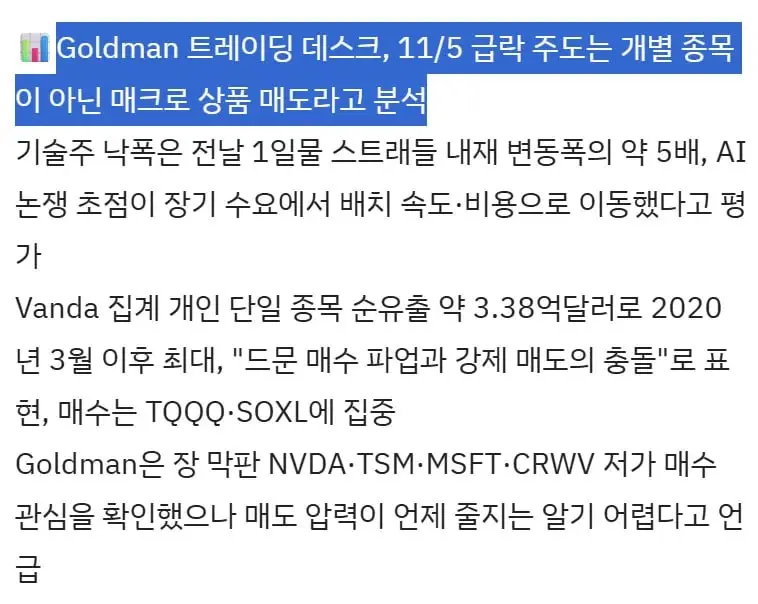 📊Goldman 트레이딩 데스크, 11/5 급락 주도는 개별 종목
이 아닌 매크로 상품 매도라고 분석
기술주 낙폭은 전날 1일물 스트래들 내재 변동폭의 약 5배, AI
논쟁 초점이 장기 수요에서 배치 속도·비용으로 이동했다고 평
가
Vanda 집계 개인 단일 종목 순유출 약 3.38억달러로 2020
년 3월 이후 최대, "드문 매수 파업과 강제 매도의 충돌"로 표
현, 매수는 TQQQ·SOXL에 집중
Goldman은 장 막판 NVDA·TSM·MSFT·CRWV 저가 매수
관심을 확인했으나 매도 압력이 언제 줄지는 알기 어렵다고 언
급